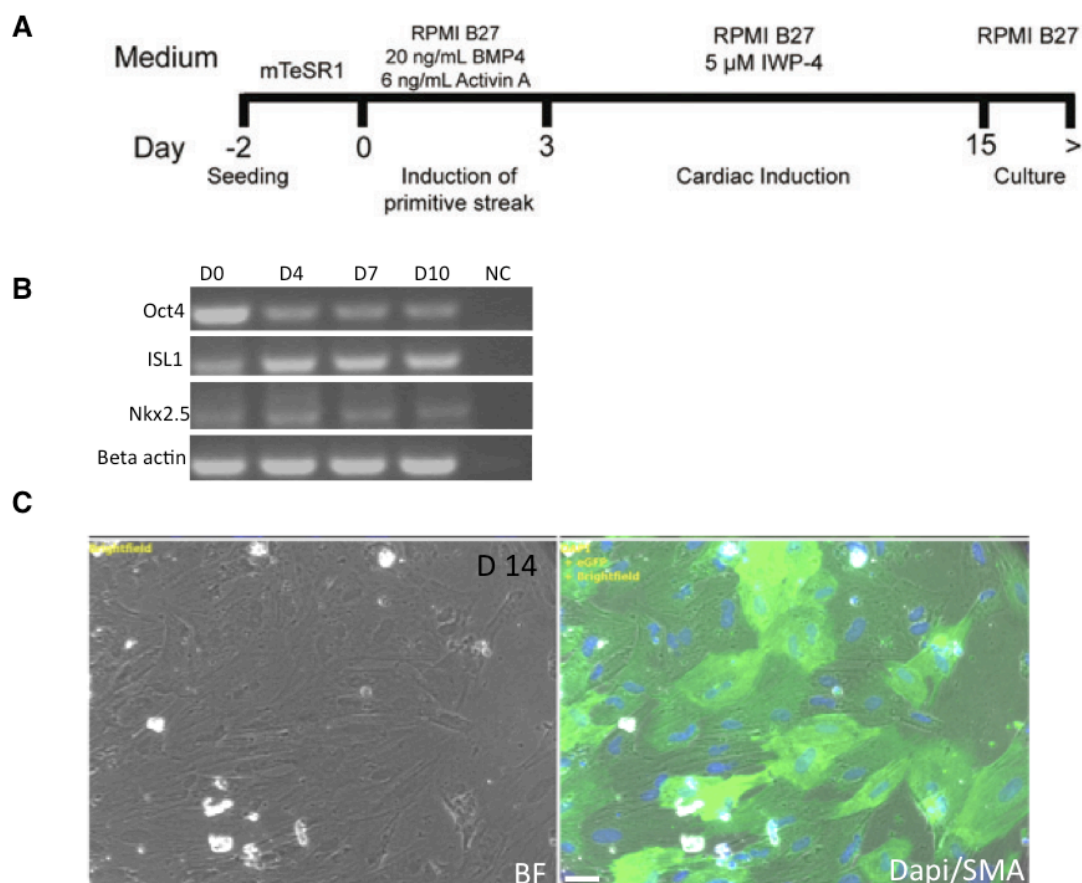 A
Medium
mTeSR1
RPMI B27
20 ng/mL BMP4
6 ng/mL Activin A
RPMI B27
5 µM IWP-4
RPMI B27
Day
-2
0
3
15
>
Seeding
Induction of
primitive streak
Cardiac Induction
Culture
B
D0 D4 D7 D10 NC
Oct4
ISL1
Nkx2.5
Beta actin
C
Brightfield
D 14
BF
+ eGFP
+ Brightfield
Dapi/SMA